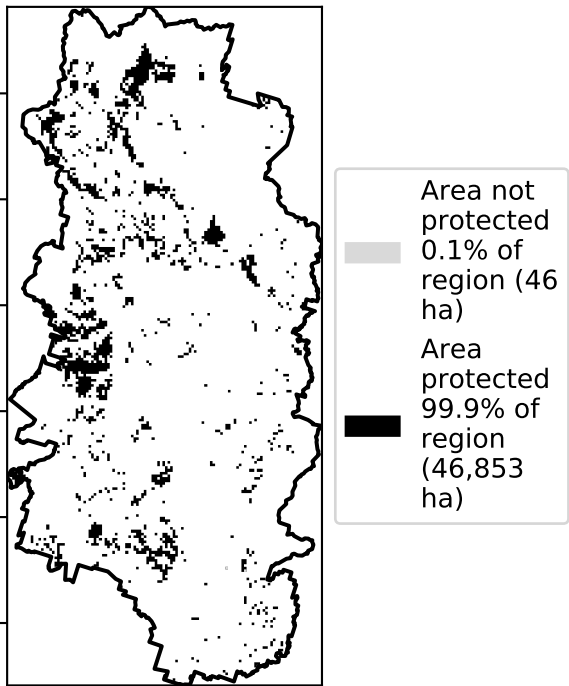 Area not
protected
0.1% of
region (46
ha)
Area
protected
99.9% of
region
(46,853
ha)